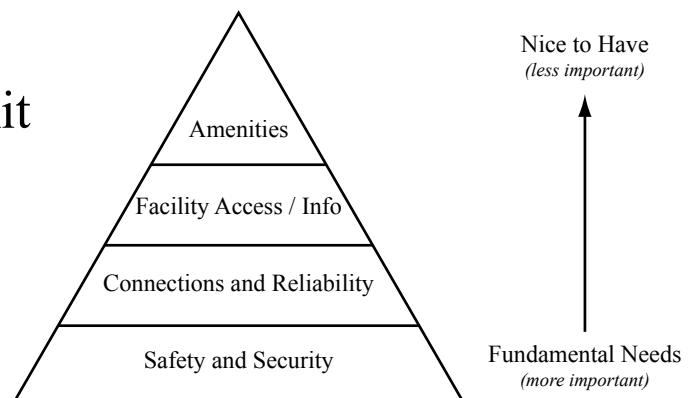 Nice to Have
(less important)
Amenities
Facility Access / Info
Connections and Reliability
Safety and Security
Fundamental Needs
(more important)